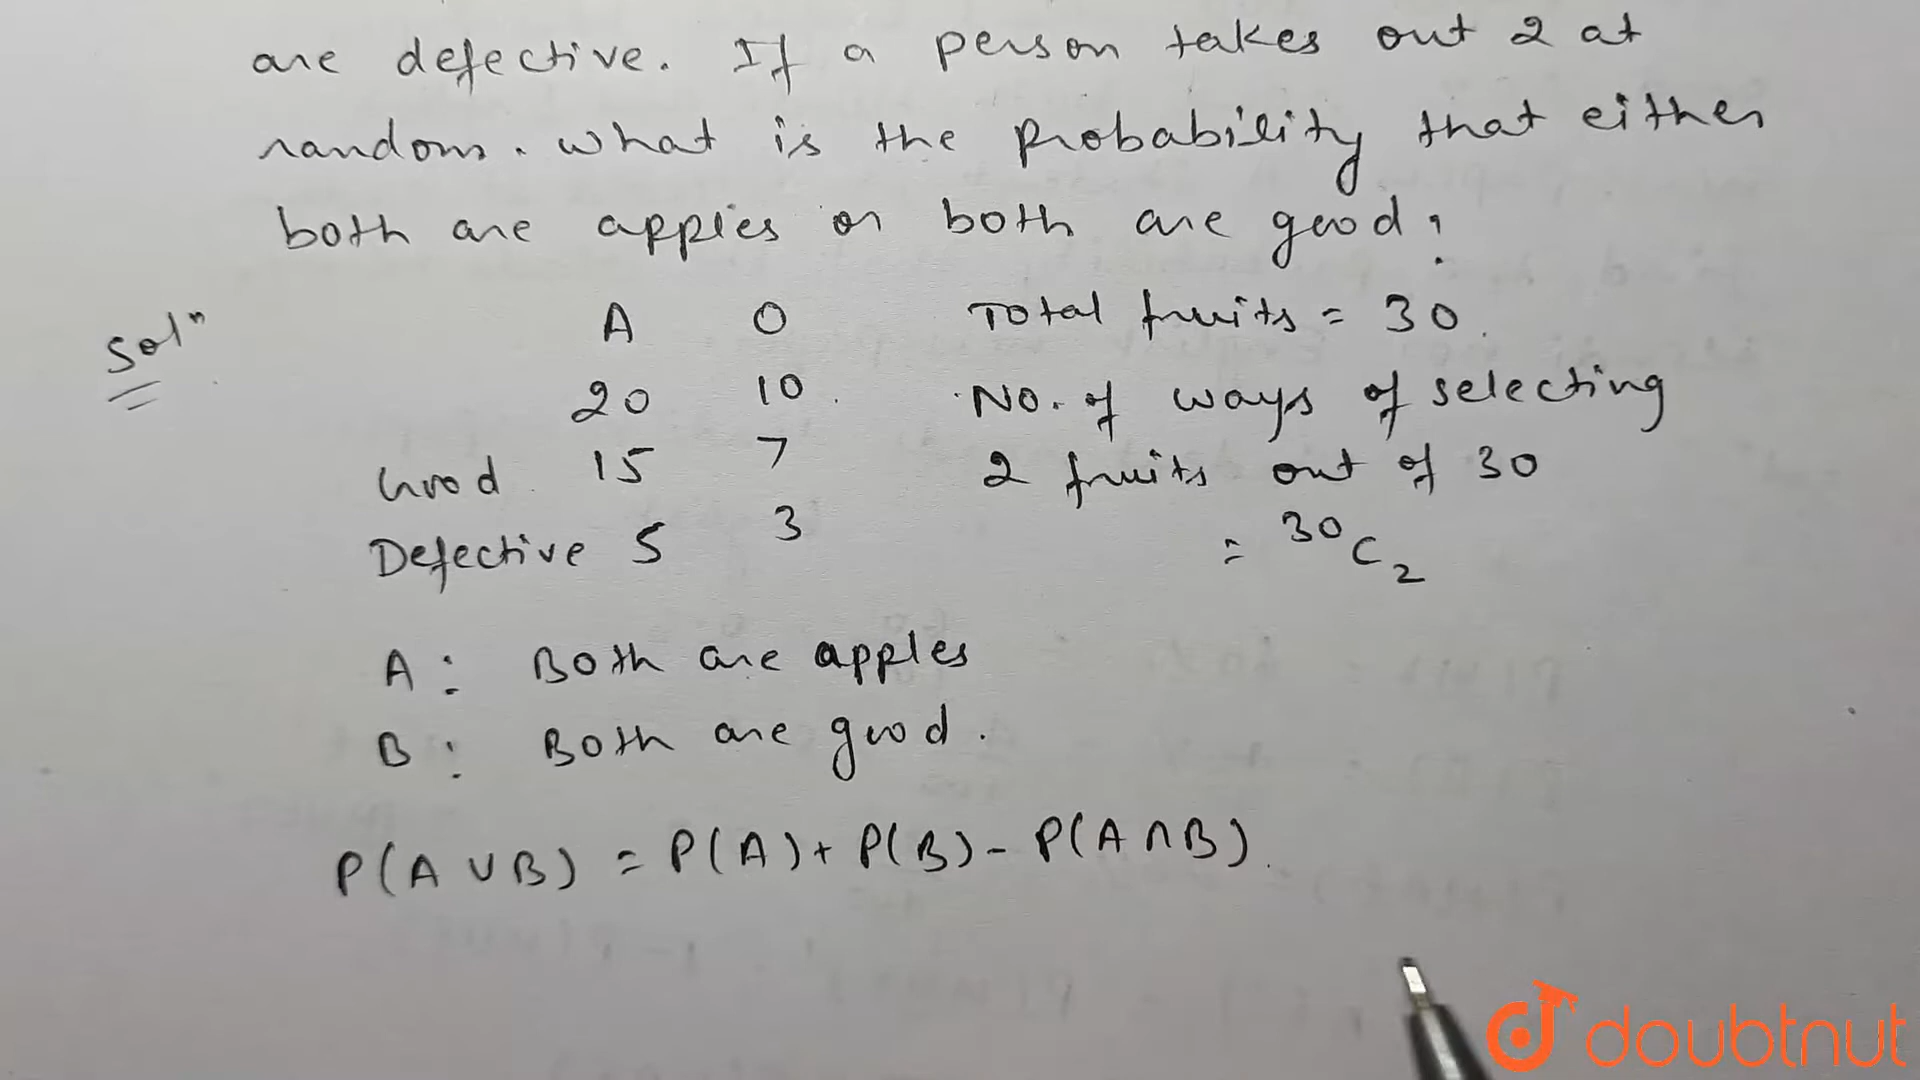 are defective. If a person takes out 2 at
random. what is the probability that either
both are apples or both are good?
Solⁿ
A O Total fruits = 30.
20 10. No. of ways of selecting
Good 15 7 2 fruits out of 30
Defective 5 3 = ³⁰C₂
A : Both are apples
B : Both are good.
P(A ∪ B) = P(A) + P(B) - P(A ∩ B).
doubtnut